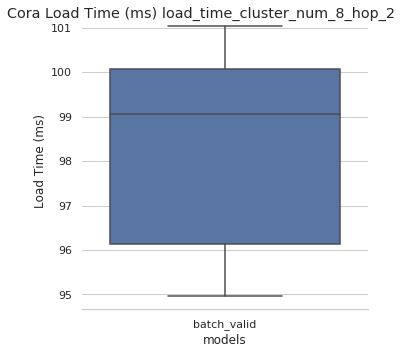 Cora Load Time (ms) load_time_cluster_num_8_hop_2
101
100
99
98
97
96
95
Load Time (ms)
batch_valid
models